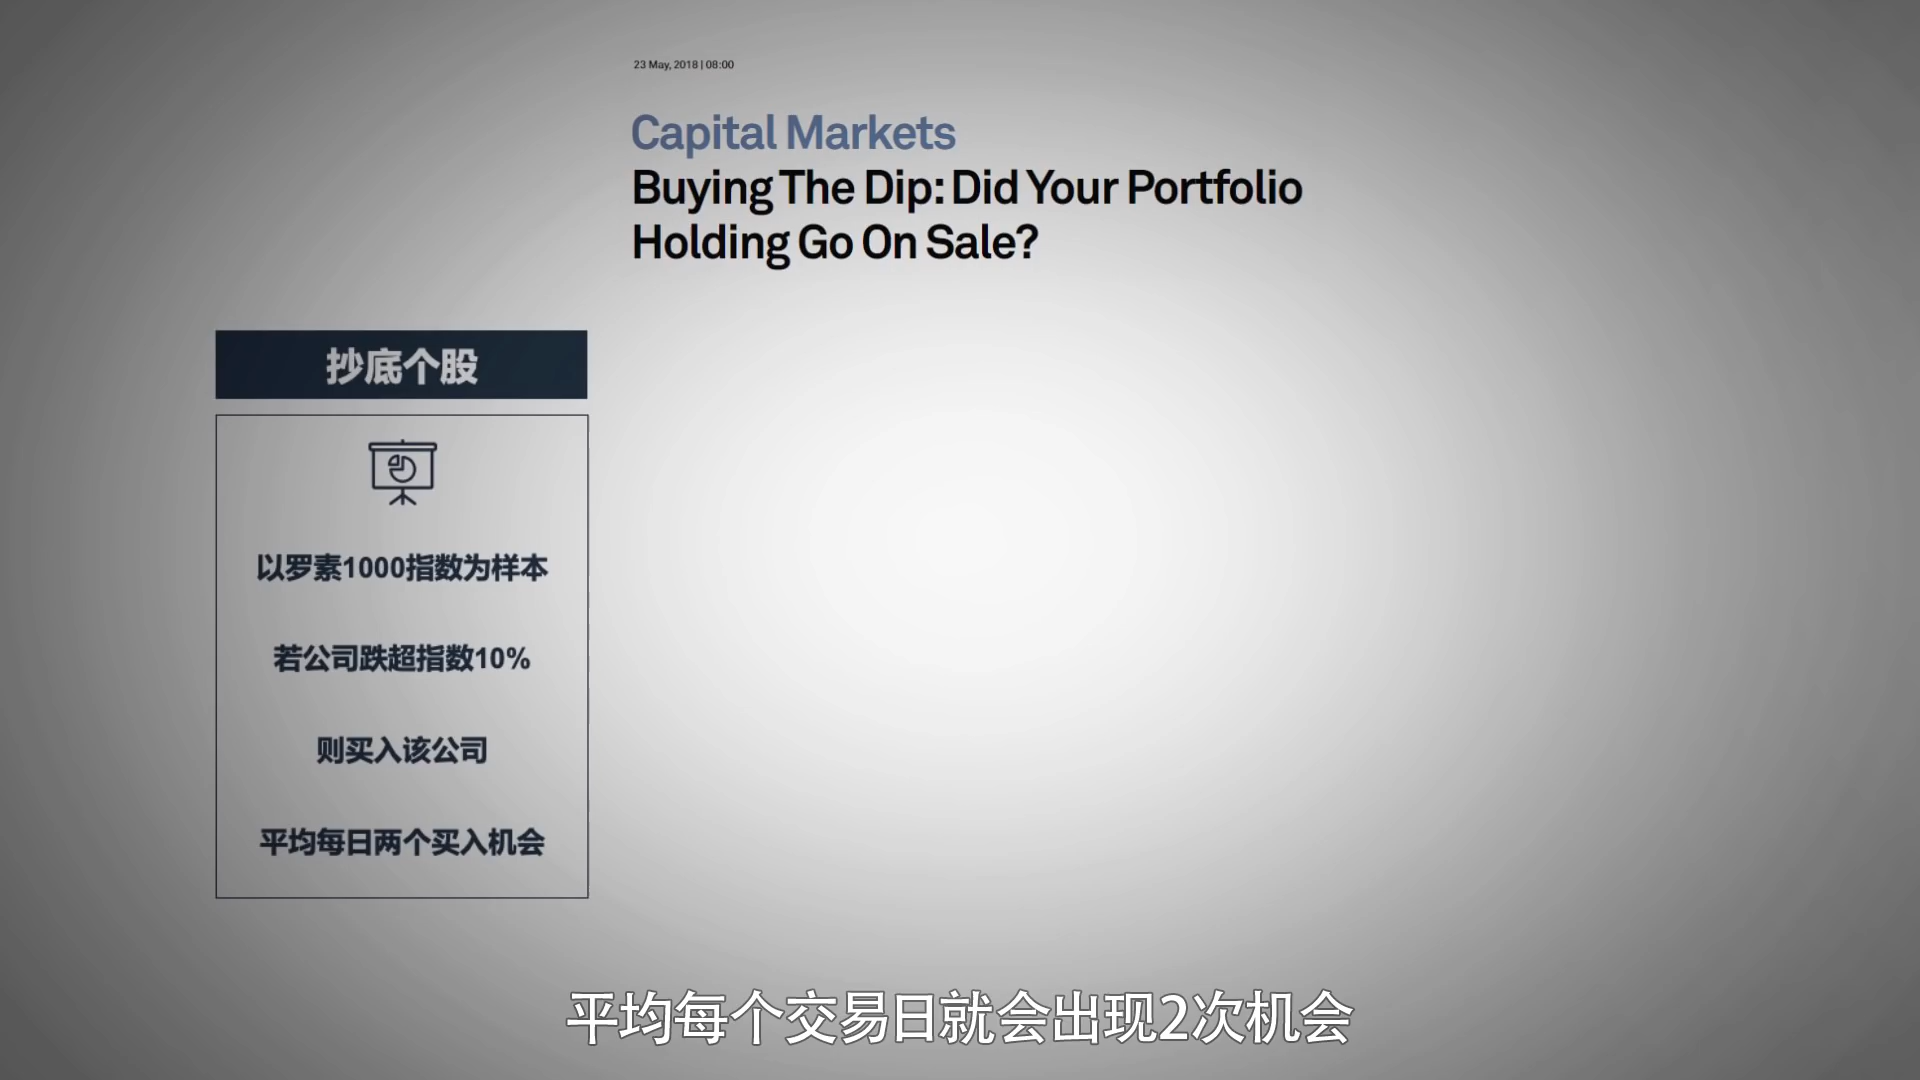 23 May, 2018 | 08:00
Capital Markets
Buying The Dip: Did Your Portfolio
Holding Go On Sale?
抄底个股
以罗素1000指数为样本
若公司跌超指数10%
则买入该公司
平均每日两个买入机会
平均每个交易日就会出现2次机会